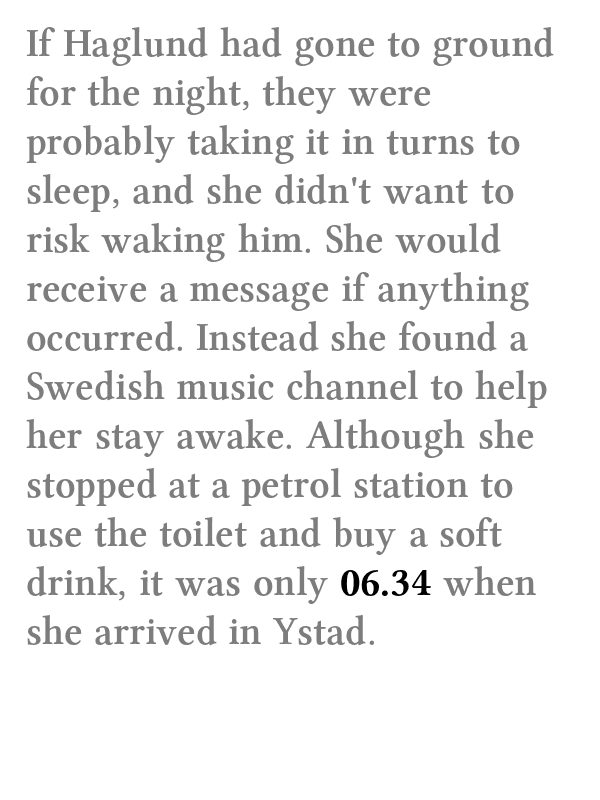 If Haglund had gone to ground
for the night, they were
probably taking it in turns to
sleep, and she didn't want to
risk waking him. She would
receive a message if anything
occurred. Instead she found a
Swedish music channel to help
her stay awake. Although she
stopped at a petrol station to
use the toilet and buy a soft
drink, it was only 06.34 when
she arrived in Ystad.